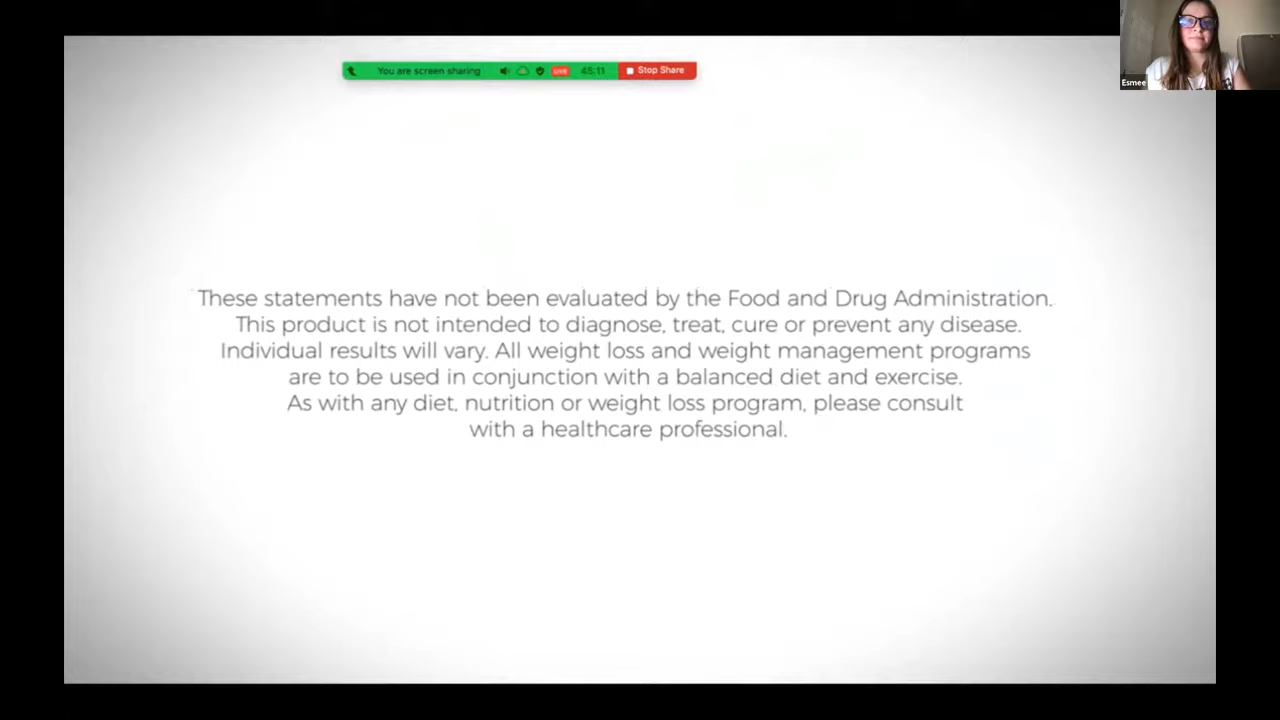 You are screen sharing LIVE 45:11 Stop Share
Esmee
These statements have not been evaluated by the Food and Drug Administration.
This product is not intended to diagnose, treat, cure or prevent any disease.
Individual results will vary. All weight loss and weight management programs
are to be used in conjunction with a balanced diet and exercise.
As with any diet, nutrition or weight loss program, please consult
with a healthcare professional.